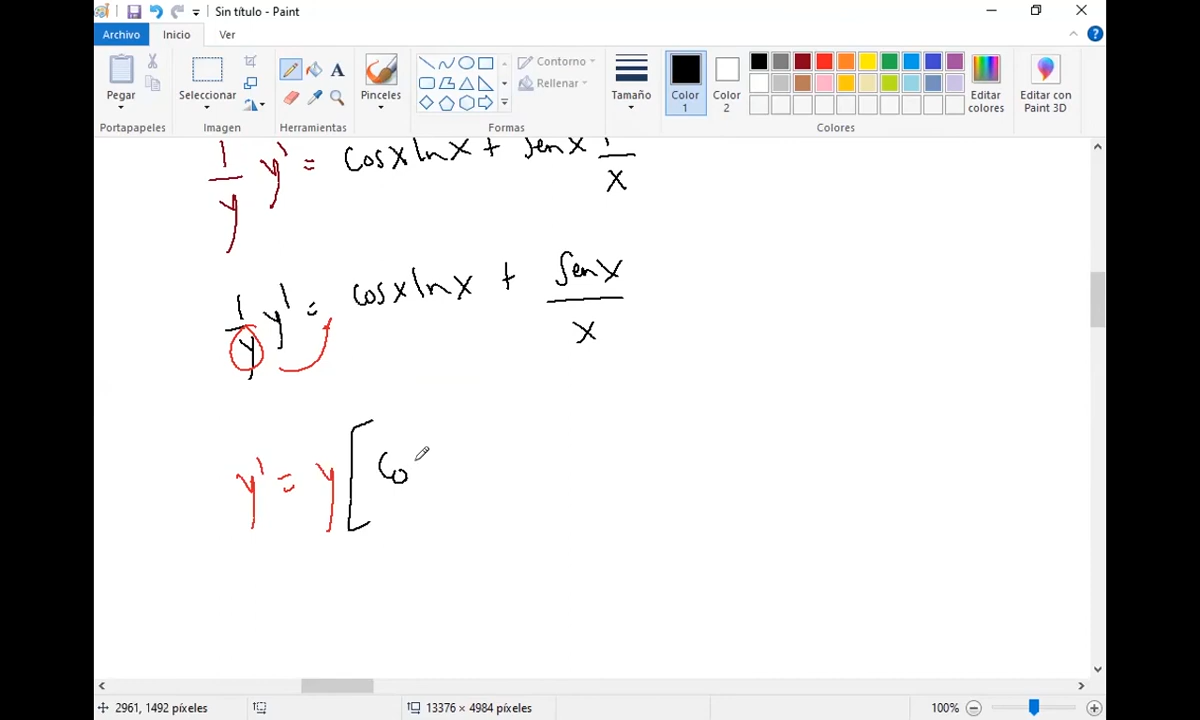 Sin título - Paint
Archivo Inicio Ver
Pegar
Seleccionar
A
Pinceles
Contorno
Rellenar
Tamaño
Color 1
Color 2
Editar colores
Editar con Paint 3D
Portapapeles Imagen Herramientas Formas Colores
1/y y' = cosx lnx + senx 1/x
1/y y' = cosx lnx + senx/x
y' = y [ co
2961, 1492 píxeles 13376 × 4984 píxeles 100%